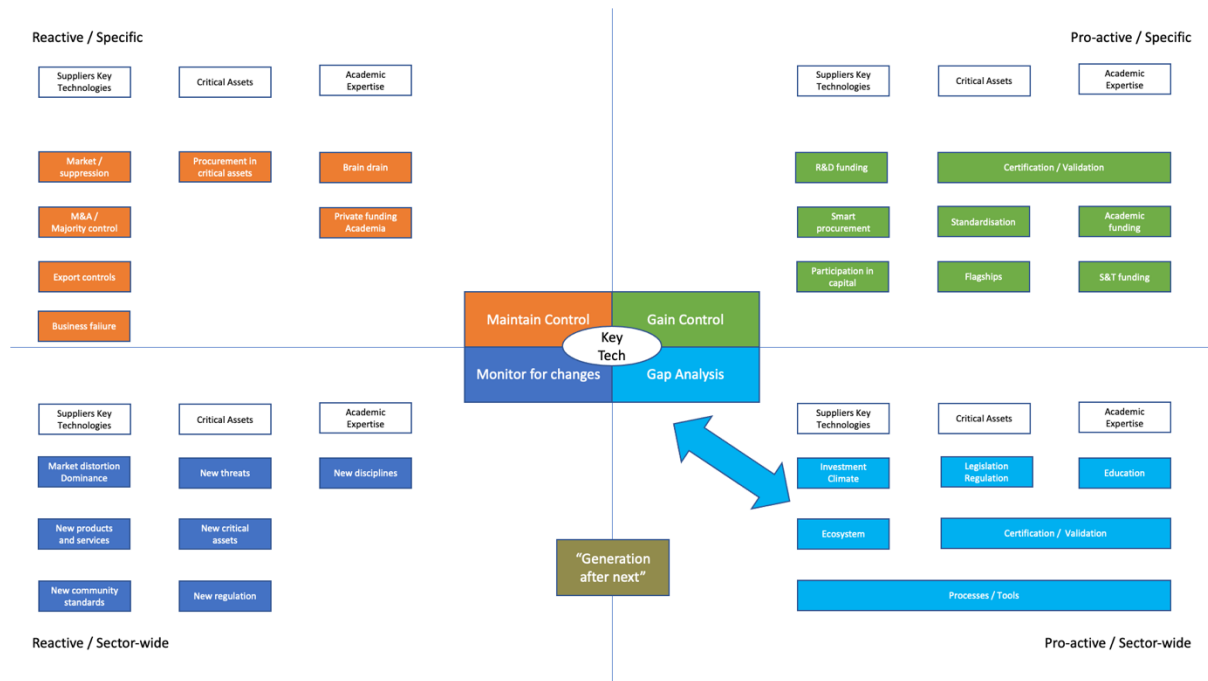 Reactive / Specific
Suppliers Key
Technologies
Critical Assets
Academic
Expertise
Market /
suppression
Procurement in
critical assets
Brain drain
M&A /
Majority control
Private funding
Academia
Export controls
Business failure
Pro-active / Specific
Suppliers Key
Technologies
Critical Assets
Academic
Expertise
R&D funding
Certification / Validation
Smart
procurement
Standardisation
Academic
funding
Participation in
capital
Flagships
S&T funding
Maintain Control
Gain Control
Key
Tech
Monitor for changes
Gap Analysis
Suppliers Key
Technologies
Critical Assets
Academic
Expertise
Market distortion
Dominance
New threats
New disciplines
New products
and services
New critical
assets
New community
standards
New regulation
Reactive / Sector-wide
"Generation
after next"
Suppliers Key
Technologies
Critical Assets
Academic
Expertise
Investment
Climate
Legislation
Regulation
Education
Ecosystem
Certification / Validation
Processes / Tools
Pro-active / Sector-wide